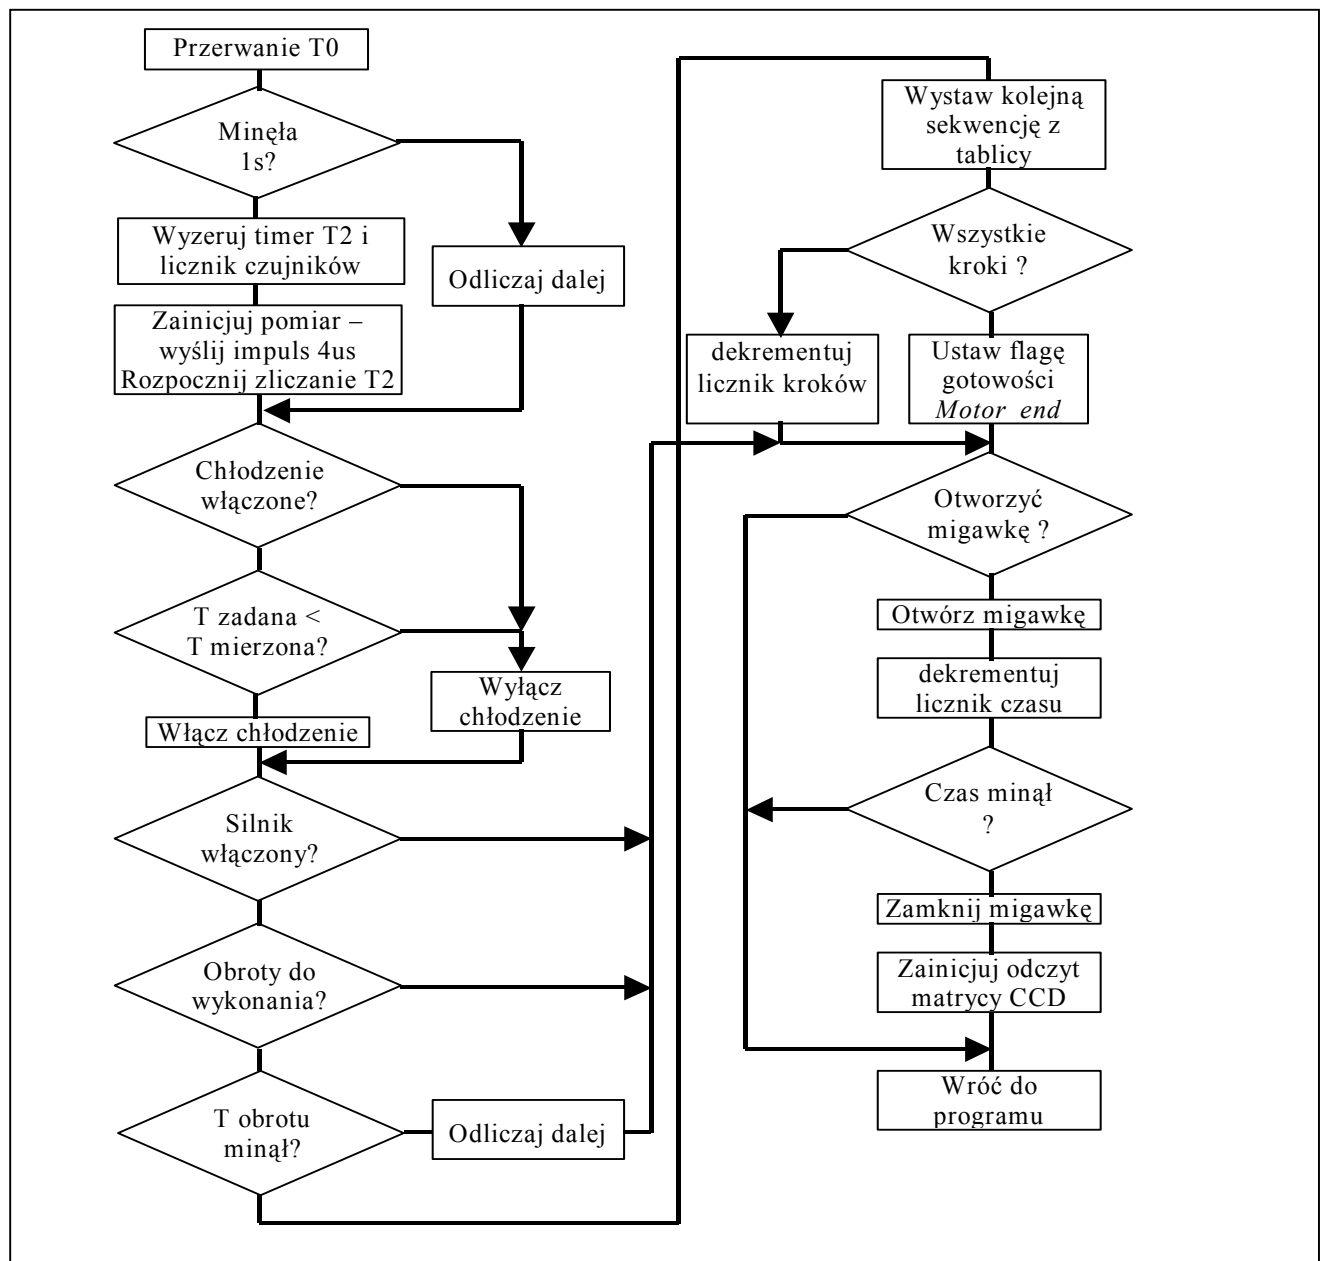 Przerwanie T0
Minęła
1s?
Wyzeruj timer T2 i
licznik czujników
Odliczaj dalej
Zainicjuj pomiar –
wyślij impuls 4us
Rozpocznij zliczanie T2
Chłodzenie
włączone?
T zadana <
T mierzona?
Wyłącz
chłodzenie
Włącz chłodzenie
Silnik
włączony?
Obroty do
wykonania?
T obrotu
minął?
Odliczaj dalej
Wystaw kolejną
sekwencję z
tablicy
Wszystkie
kroki ?
dekrementuj
licznik kroków
Ustaw flagę
gotowości
Motor end
Otworzyć
migawkę ?
Otwórz migawkę
dekrementuj
licznik czasu
Czas minął
?
Zamknij migawkę
Zainicjuj odczyt
matrycy CCD
Wróć do
programu